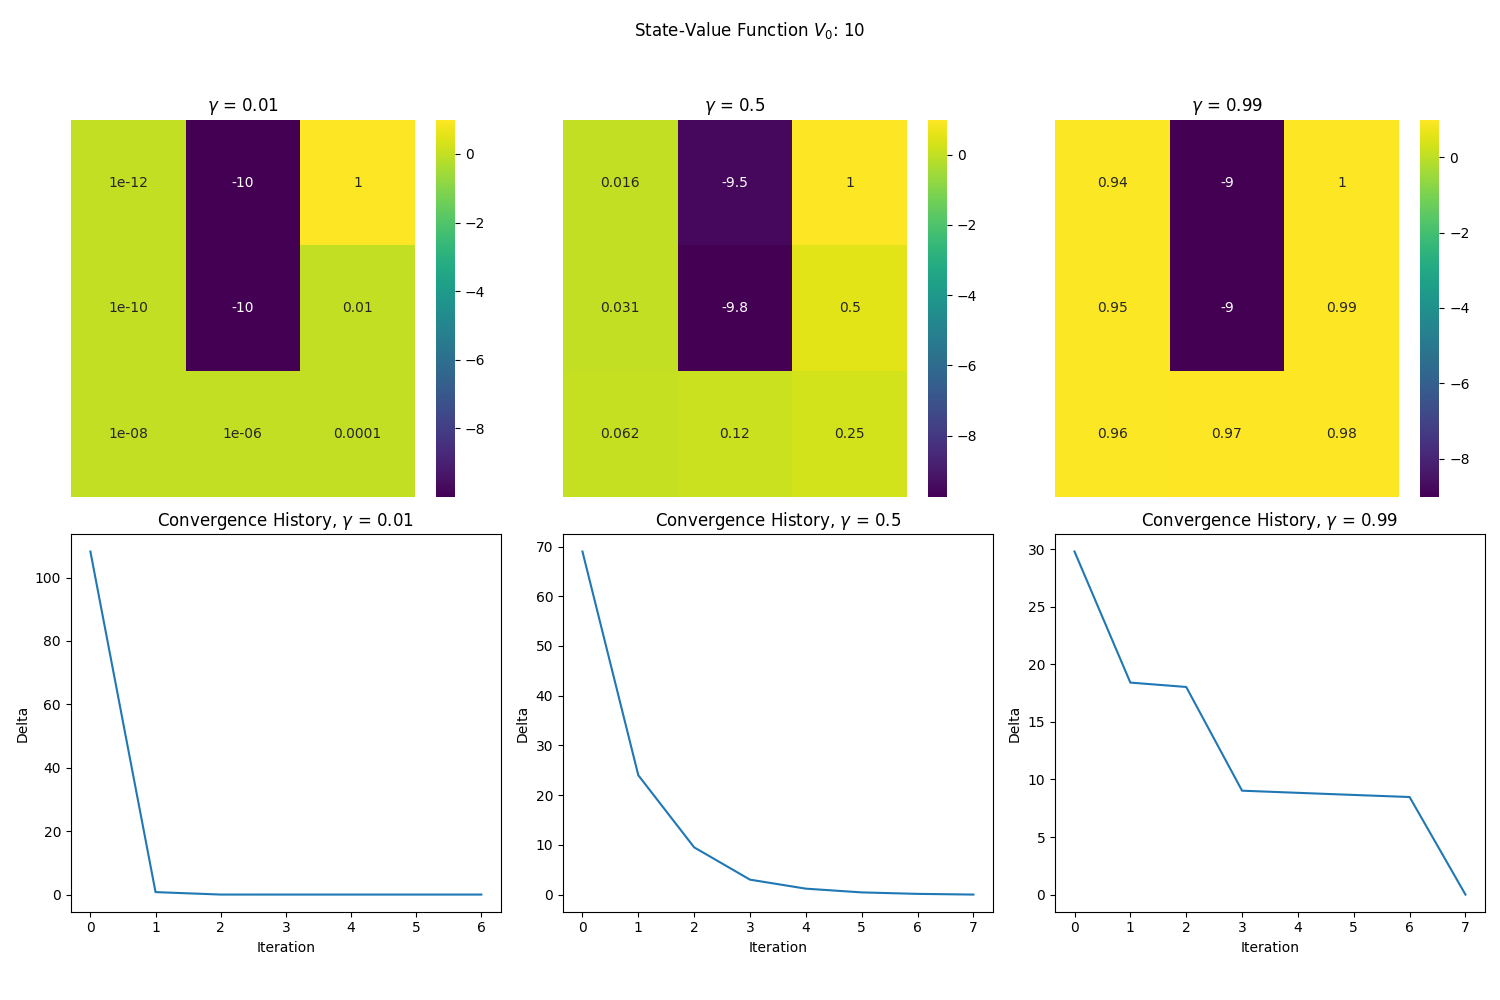 State-Value Function V₀: 10
γ = 0.01
γ = 0.5
γ = 0.99
1e-12 -10 1
1e-10 -10 0.01
1e-08 1e-06 0.0001
0
−2
−4
−6
−8
0.016 -9.5 1
0.031 -9.8 0.5
0.062 0.12 0.25
0
−2
−4
−6
−8
0.94 -9 1
0.95 -9 0.99
0.96 0.97 0.98
0
−2
−4
−6
−8
Convergence History, γ = 0.01
Delta
100
80
60
40
20
0
0 1 2 3 4 5 6
Iteration
Convergence History, γ = 0.5
Delta
70
60
50
40
30
20
10
0
0 1 2 3 4 5 6 7
Iteration
Convergence History, γ = 0.99
Delta
30
25
20
15
10
5
0
0 1 2 3 4 5 6 7
Iteration